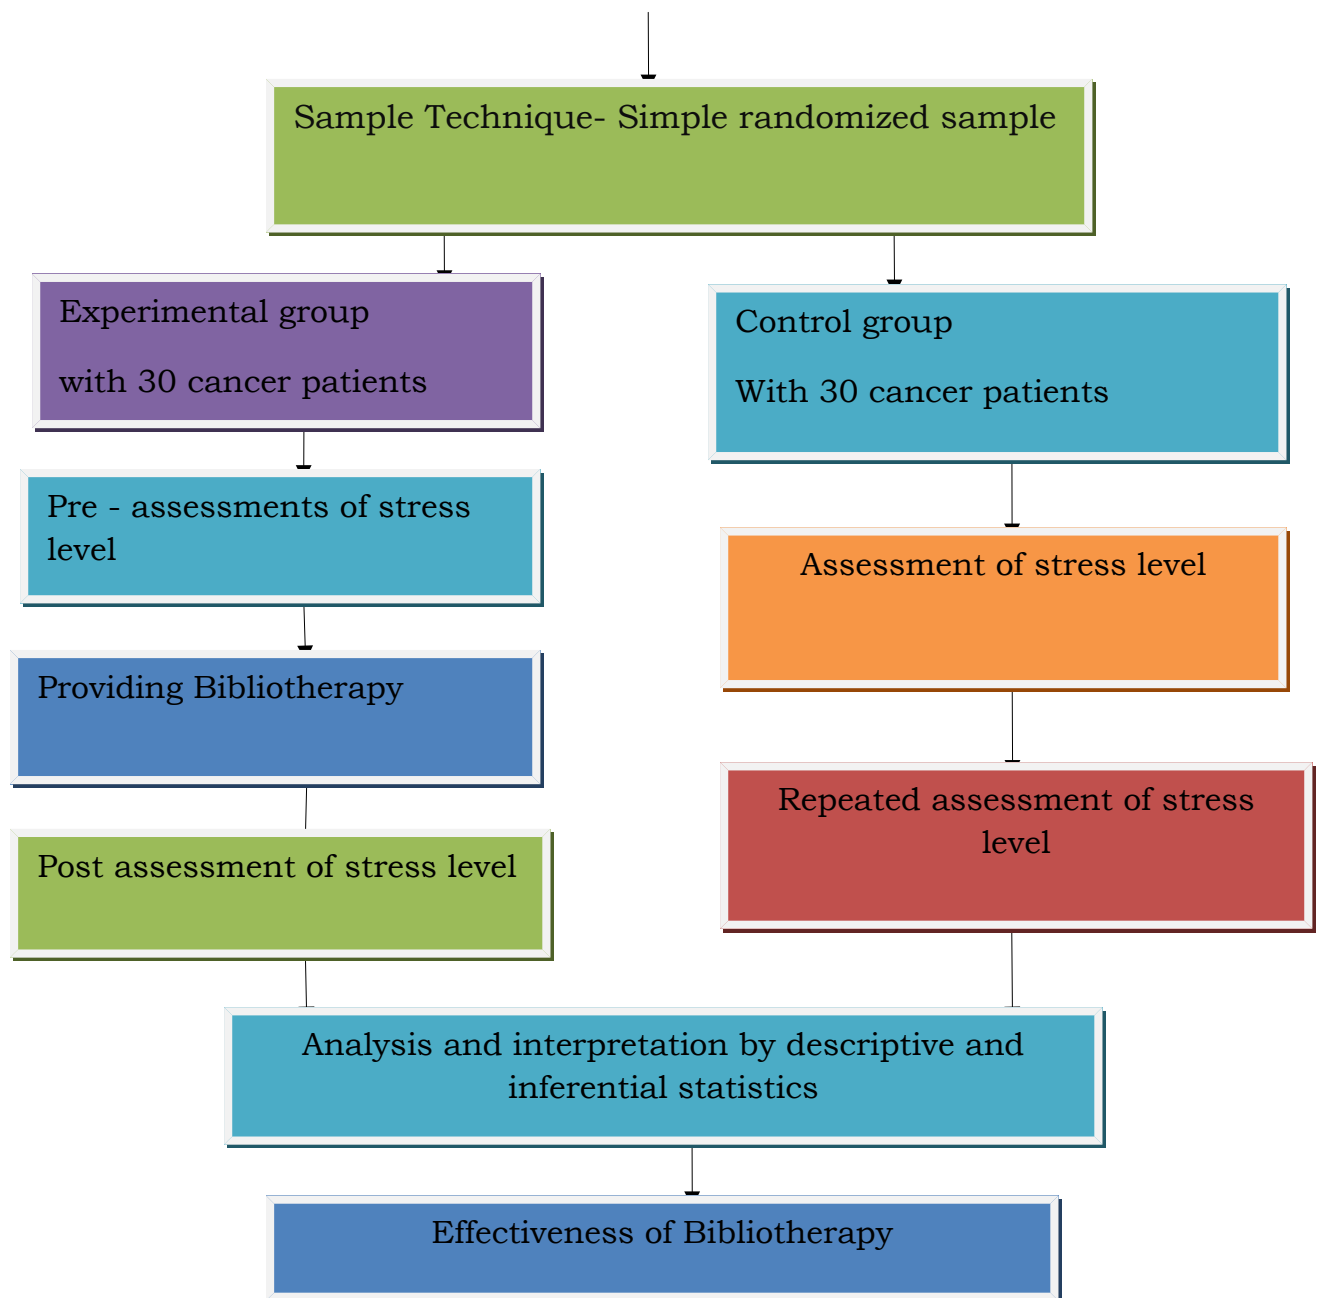 Sample Technique- Simple randomized sample
Experimental group
with 30 cancer patients
Control group
With 30 cancer patients
Pre - assessments of stress
level
Assessment of stress level
Providing Bibliotherapy
Repeated assessment of stress
level
Post assessment of stress level
Analysis and interpretation by descriptive and
inferential statistics
Effectiveness of Bibliotherapy